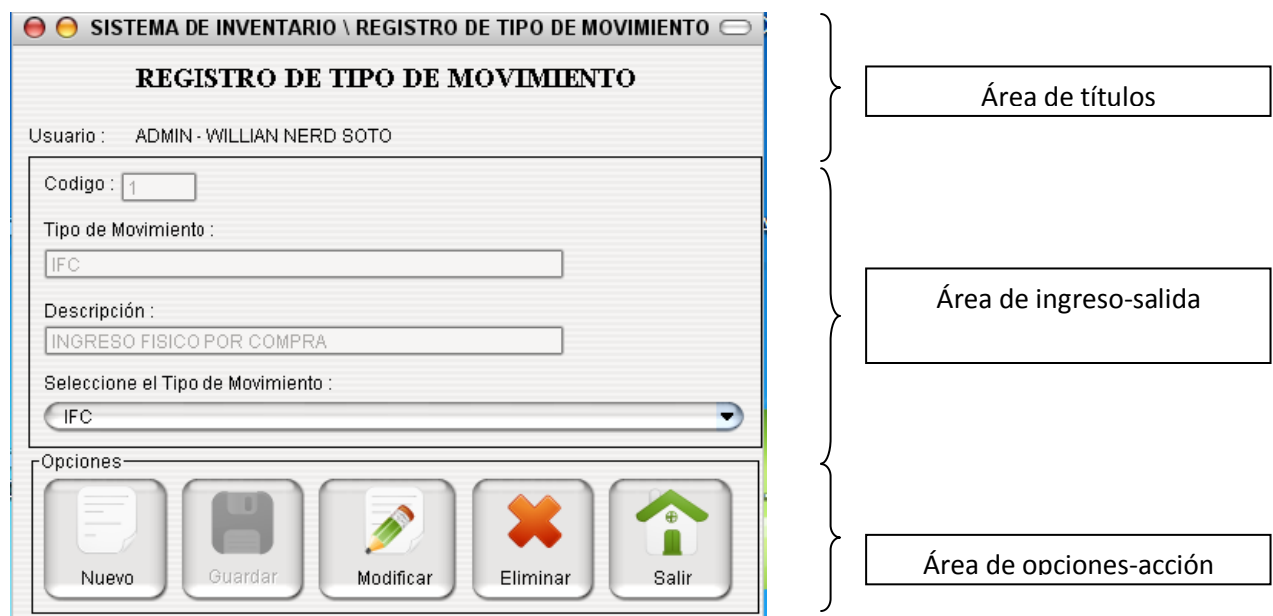 SISTEMA DE INVENTARIO \ REGISTRO DE TIPO DE MOVIMIENTO
REGISTRO DE TIPO DE MOVIMIENTO
Usuario : ADMIN - WILLIAN NERD SOTO
Codigo : 1
Tipo de Movimiento :
IFC
Descripción :
INGRESO FISICO POR COMPRA
Seleccione el Tipo de Movimiento :
IFC
Opciones
Nuevo Guardar Modificar Eliminar Salir
Área de títulos
Área de ingreso-salida
Área de opciones-acción